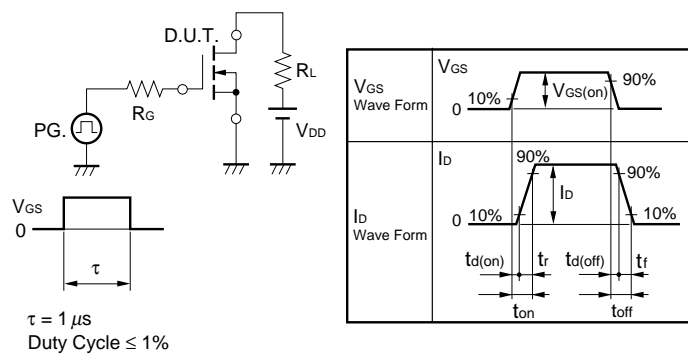 D.U.T.
RL
RG
PG.
VDD
VGS
0
τ
τ = 1 μs
Duty Cycle ≤ 1%
VGS
Wave Form
VGS
10%
0
VGS(on)
90%
ID
Wave Form
ID
90%
90%
ID
0 10%
10%
td(on) tr td(off) tf
ton toff